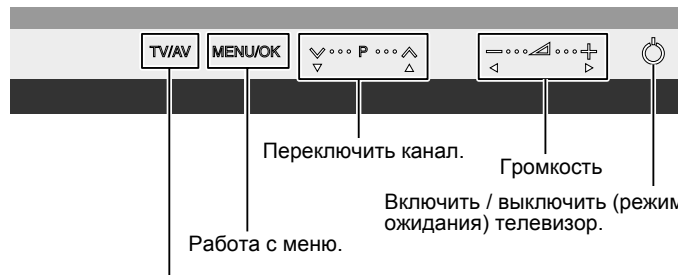 TV/AV MENU/OK P
Переключить канал.
Громкость
Включить / выключить (режим
ожидания) телевизор.
Работа с меню.